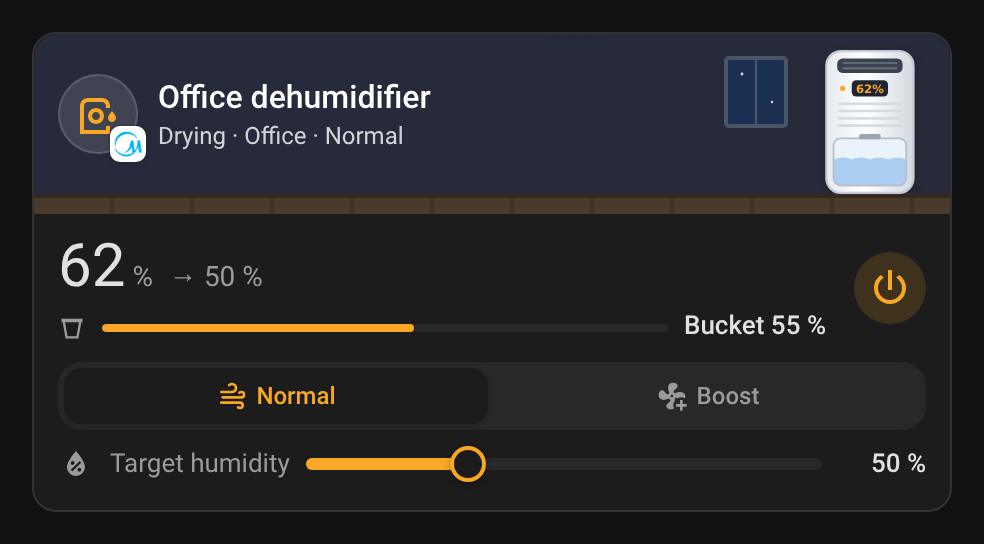 Office dehumidifier
Drying · Office · Normal
62%
62 % → 50 %
Bucket 55 %
Normal
Boost
Target humidity
50 %